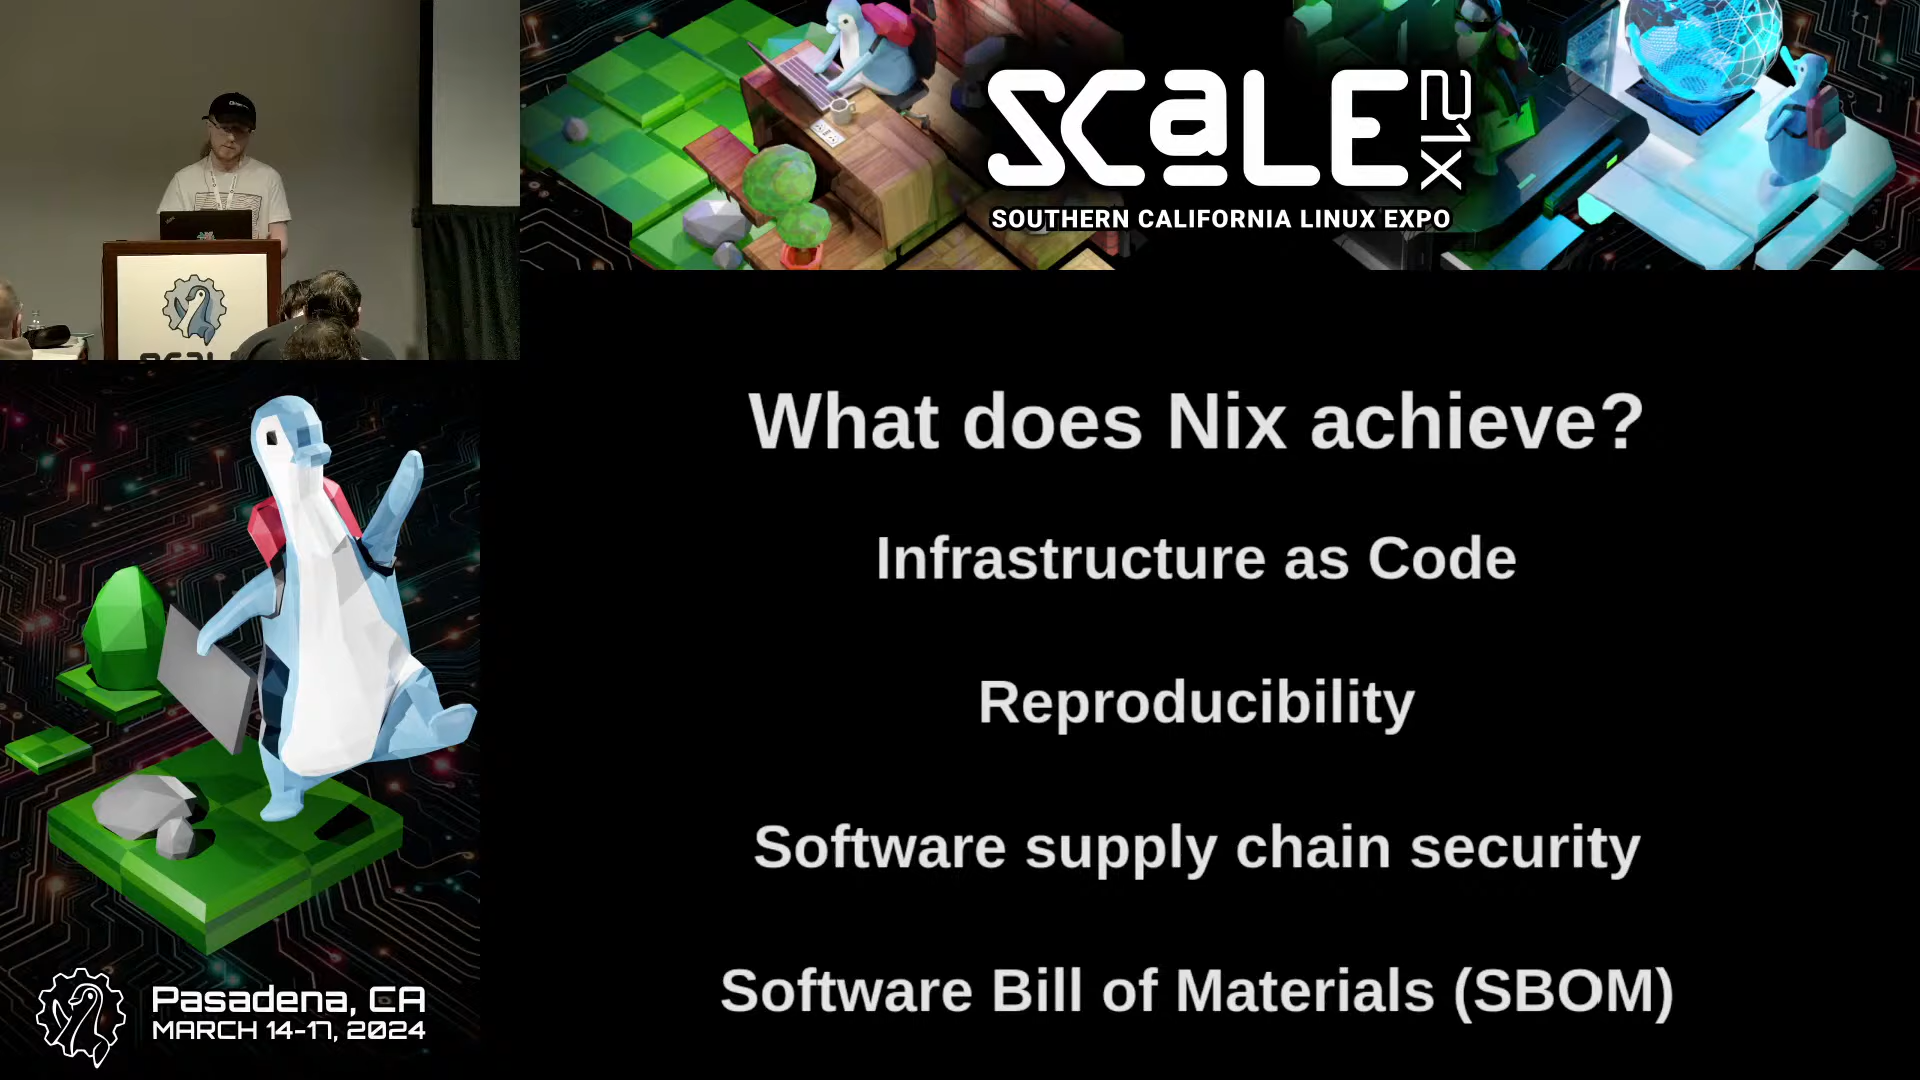 SCaLE 21X
SOUTHERN CALIFORNIA LINUX EXPO
What does Nix achieve?
Infrastructure as Code
Reproducibility
Software supply chain security
Software Bill of Materials (SBOM)
Pasadena, CA
MARCH 14-17, 2024